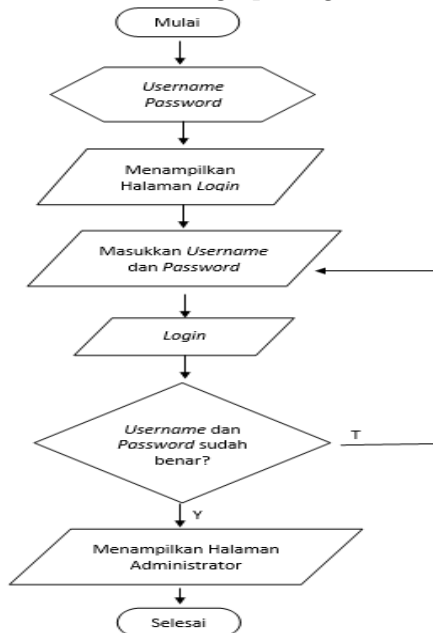 Mulai
Username
Password
Menampilkan
Halaman Login
Masukkan Username
dan Password
Login
Username dan
Password sudah
benar?
T
Y
Menampilkan Halaman
Administrator
Selesai